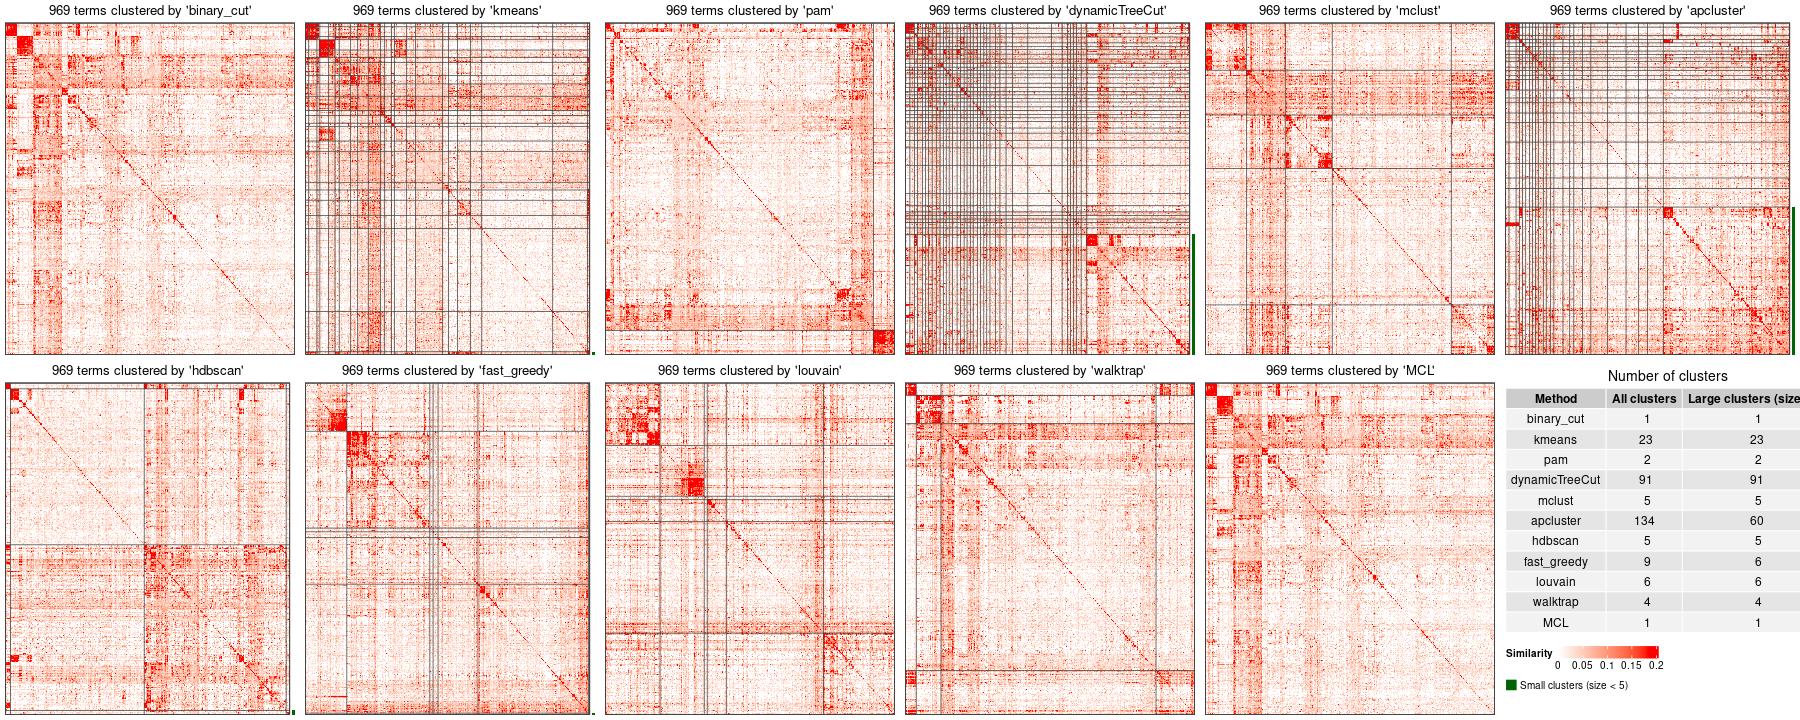 969 terms clustered by 'binary_cut'
969 terms clustered by 'kmeans'
969 terms clustered by 'pam'
969 terms clustered by 'dynamicTreeCut'
969 terms clustered by 'mclust'
969 terms clustered by 'apcluster'
969 terms clustered by 'hdbscan'
969 terms clustered by 'fast_greedy'
969 terms clustered by 'louvain'
969 terms clustered by 'walktrap'
969 terms clustered by 'MCL'
Number of clusters
Method All clusters Large clusters (size
binary_cut 1 1
kmeans 23 23
pam 2 2
dynamicTreeCut 91 91
mclust 5 5
apcluster 134 60
hdbscan 5 5
fast_greedy 9 6
louvain 6 6
walktrap 4 4
MCL 1 1
Similarity
0 0.05 0.1 0.15 0.2
Small clusters (size < 5)